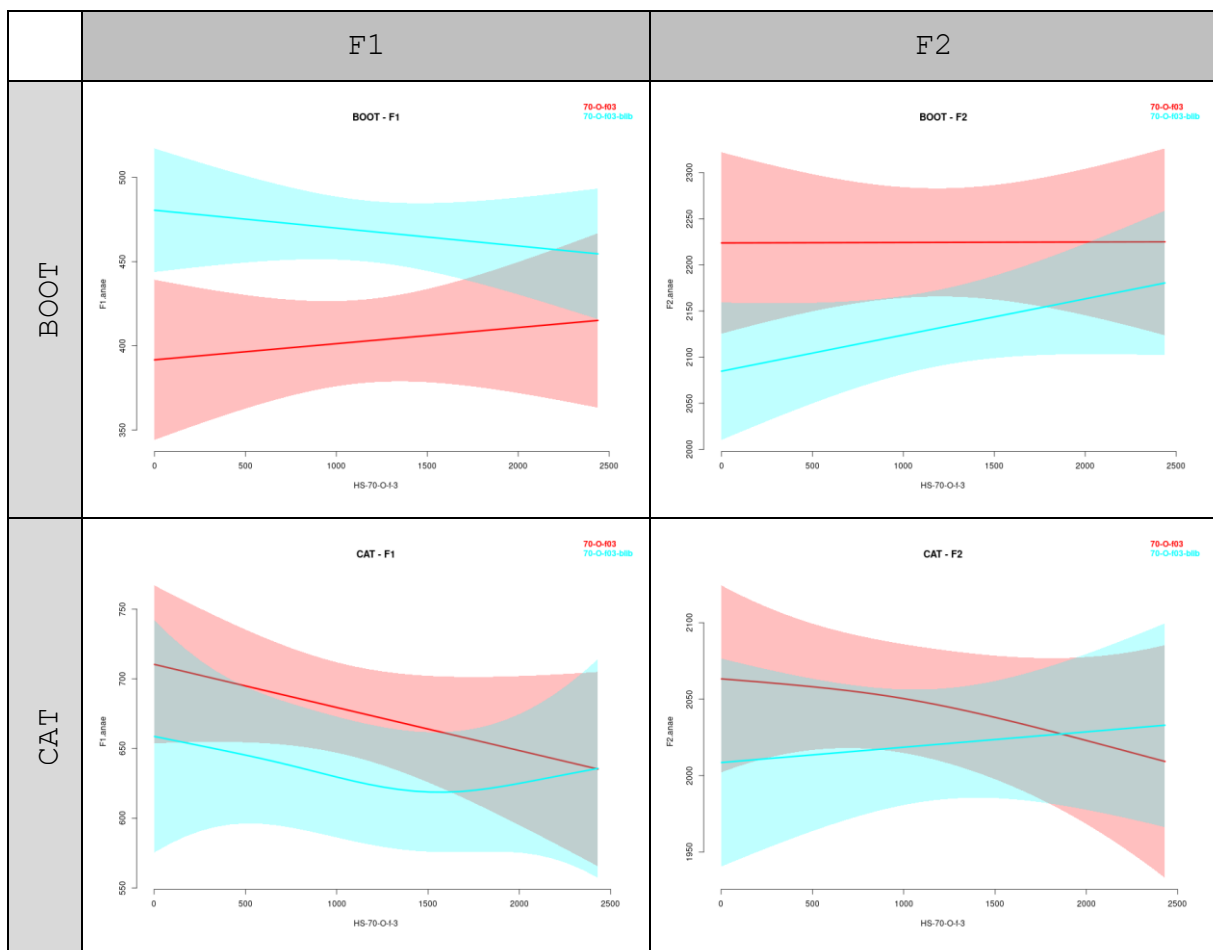 F1
F2
BOOT
BOOT - F1
70-O-f03
70-O-f03-blib
F1.anae
500
450
400
350
0 500 1000 1500 2000 2500
HS-70-O-f-3
BOOT - F2
70-O-f03
70-O-f03-blib
F2.anae
2300
2250
2200
2150
2100
2050
2000
0 500 1000 1500 2000 2500
HS-70-O-f-3
CAT
CAT - F1
70-O-f03
70-O-f03-blib
F1.anae
750
700
650
600
550
0 500 1000 1500 2000 2500
HS-70-O-f-3
CAT - F2
70-O-f03
70-O-f03-blib
F2.anae
2100
2050
2000
1950
0 500 1000 1500 2000 2500
HS-70-O-f-3